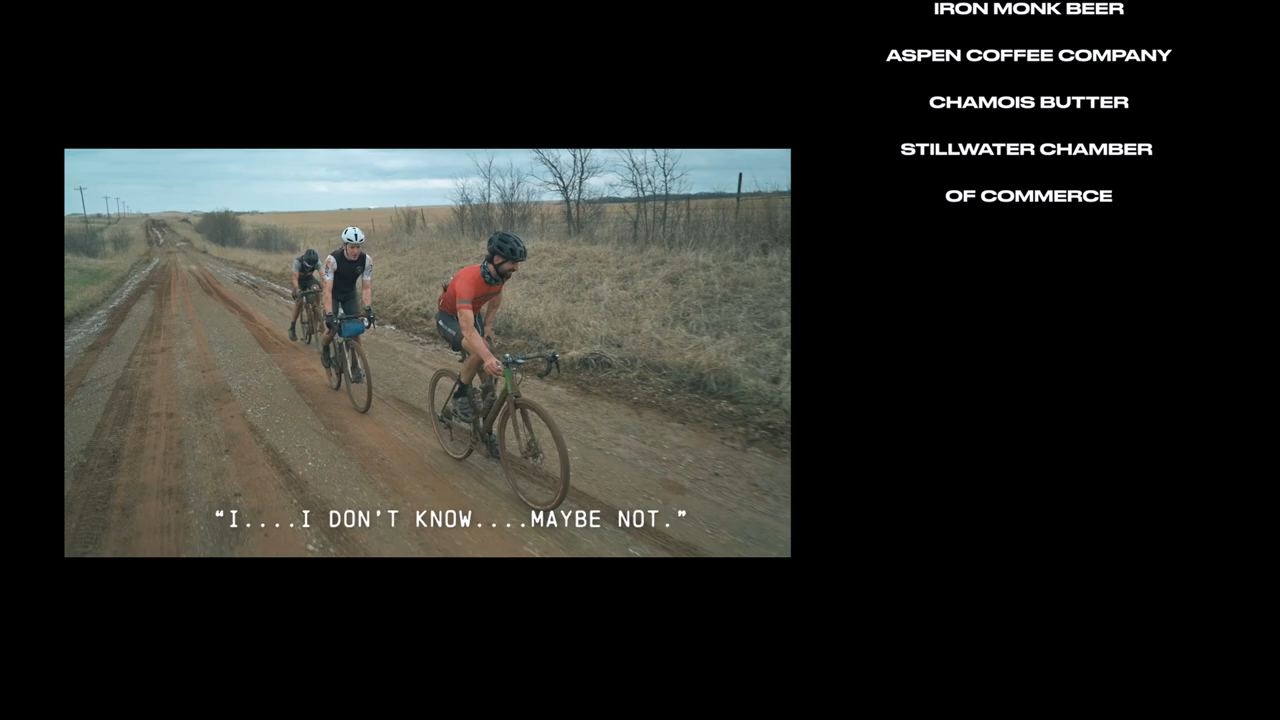 IRON MONK BEER
ASPEN COFFEE COMPANY
CHAMOIS BUTTER
STILLWATER CHAMBER
OF COMMERCE
“I....I DON’T KNOW....MAYBE NOT.”